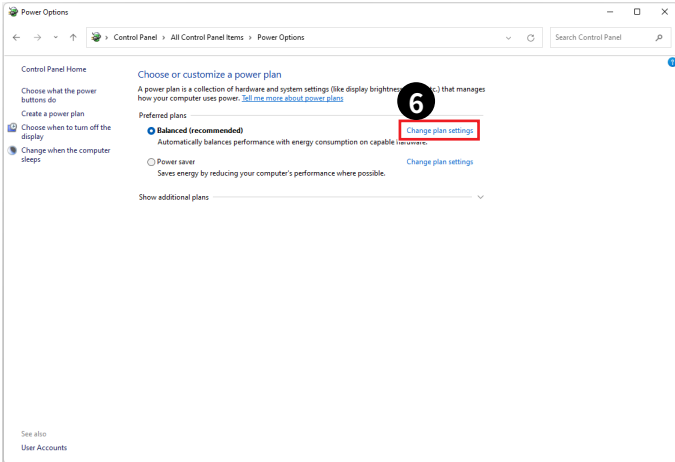 Power Options
Control Panel > All Control Panel Items > Power Options
Search Control Panel
Control Panel Home
Choose what the power
buttons do
Create a power plan
Choose when to turn off the
display
Change when the computer
sleeps
Choose or customize a power plan
A power plan is a collection of hardware and system settings (like display brightness, etc.) that manages
how your computer uses power. Tell me more about power plans
6
Preferred plans
Balanced (recommended)
Change plan settings
Automatically balances performance with energy consumption on capable hardware.
Power saver
Change plan settings
Saves energy by reducing your computer's performance where possible.
Show additional plans
See also
User Accounts
?